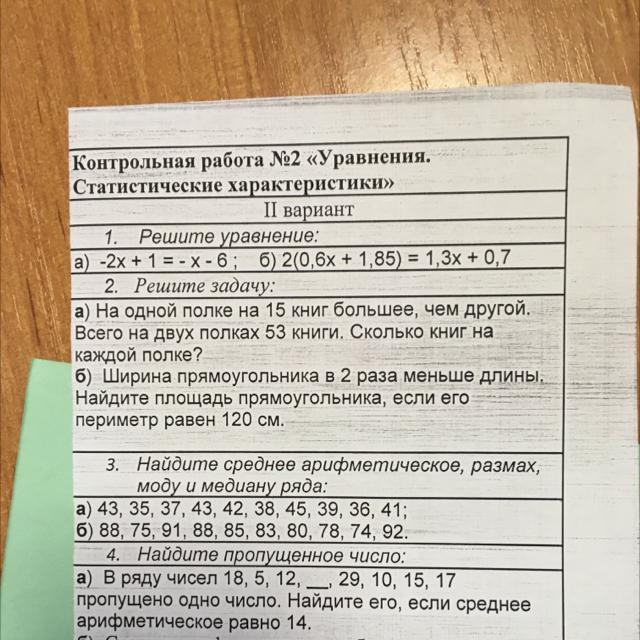 Контрольная работа №2 «Уравнения.
Статистические характеристики»
II вариант
1. Решите уравнение:
а) -2x + 1 = - x - 6 ; б) 2(0,6x + 1,85) = 1,3x + 0,7
2. Решите задачу:
а) На одной полке на 15 книг большее, чем другой.
Всего на двух полках 53 книги. Сколько книг на
каждой полке?
б) Ширина прямоугольника в 2 раза меньше длины.
Найдите площадь прямоугольника, если его
периметр равен 120 см.
3. Найдите среднее арифметическое, размах,
моду и медиану ряда:
а) 43, 35, 37, 43, 42, 38, 45, 39, 36, 41;
б) 88, 75, 91, 88, 85, 83, 80, 78, 74, 92.
4. Найдите пропущенное число:
а) В ряду чисел 18, 5, 12, __, 29, 10, 15, 17
пропущено одно число. Найдите его, если среднее
арифметическое равно 14.